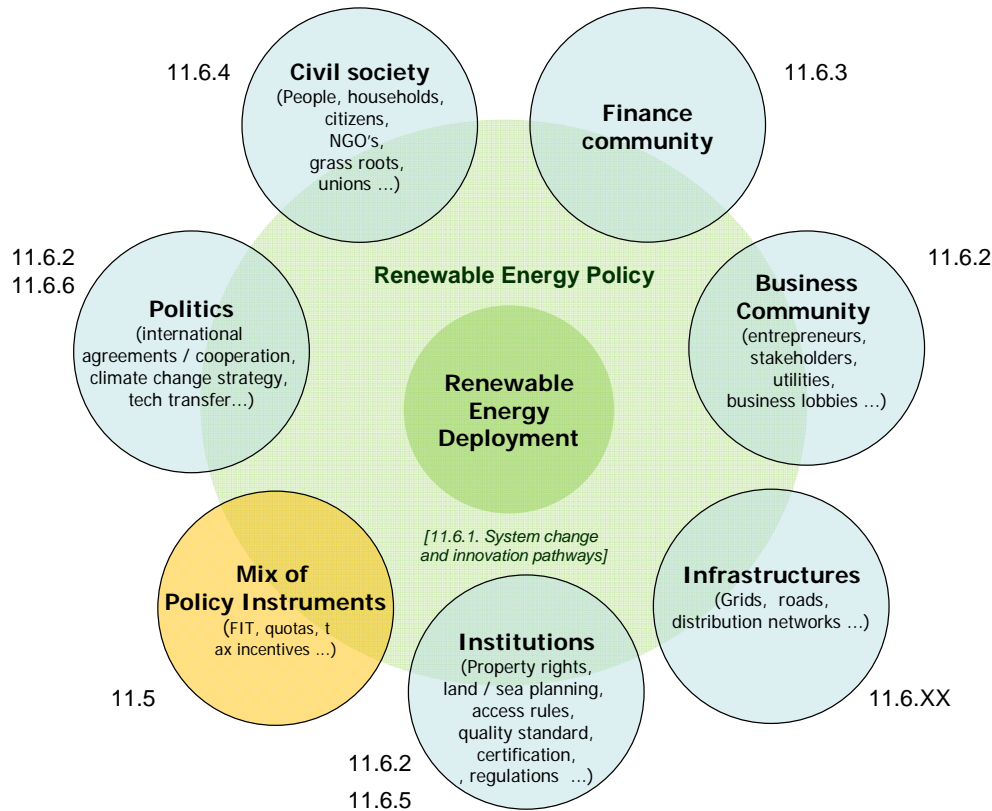 11.6.4
Civil society
(People, households,
citizens,
NGO's,
grass roots,
unions ...)
11.6.3
Finance
community
11.6.2
11.6.6
Politics
(international
agreements / cooperation,
climate change strategy,
tech transfer...)
Renewable Energy Policy
11.6.2
Business
Community
(entrepreneurs,
stakeholders,
utilities,
business lobbies ...)
Renewable
Energy
Deployment
[11.6.1. System change
and innovation pathways]
Mix of
Policy Instruments
(FIT, quotas, t
ax incentives ...)
11.5
Institutions
(Property rights,
land / sea planning,
access rules,
quality standard,
certification,
, regulations ...)
11.6.2
11.6.5
Infrastructures
(Grids, roads,
distribution networks ...)
11.6.XX